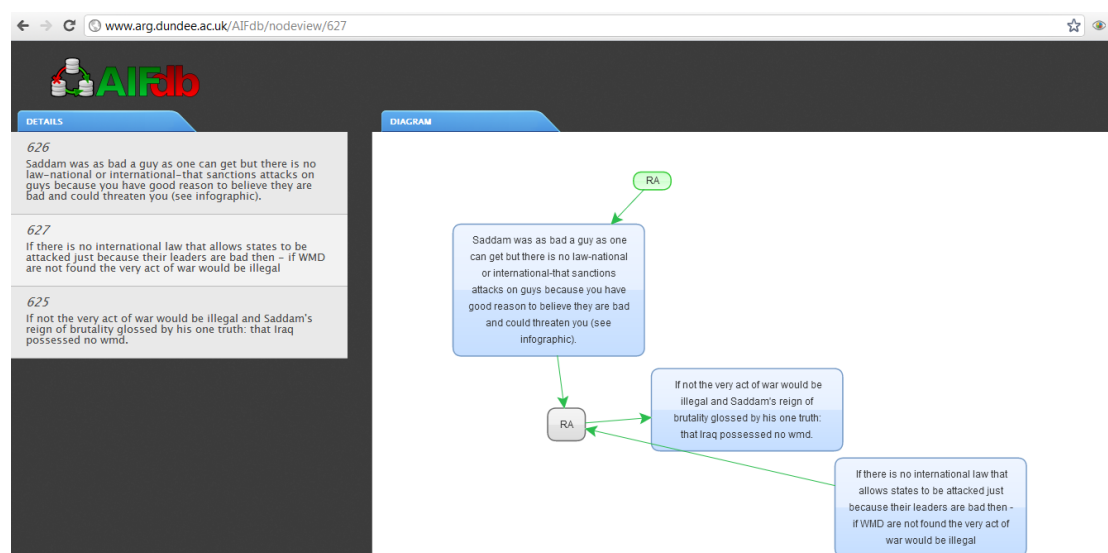 www.arg.dundee.ac.uk/AIFdb/nodeview/627
AIFdb
DETAILS
626
Saddam was as bad a guy as one can get but there is no
law-national or international-that sanctions attacks on
guys because you have good reason to believe they are
bad and could threaten you (see infographic).
627
If there is no international law that allows states to be
attacked just because their leaders are bad then - if WMD
are not found the very act of war would be illegal
625
If not the very act of war would be illegal and Saddam's
reign of brutality glossed by his one truth: that Iraq
possessed no wmd.
DIAGRAM
RA
Saddam was as bad a guy as one
can get but there is no law-national
or international-that sanctions
attacks on guys because you have
good reason to believe they are bad
and could threaten you (see
infographic).
RA
If not the very act of war would be
illegal and Saddam's reign of
brutality glossed by his one truth:
that Iraq possessed no wmd.
If there is no international law that
allows states to be attacked just
because their leaders are bad then -
if WMD are not found the very act of
war would be illegal